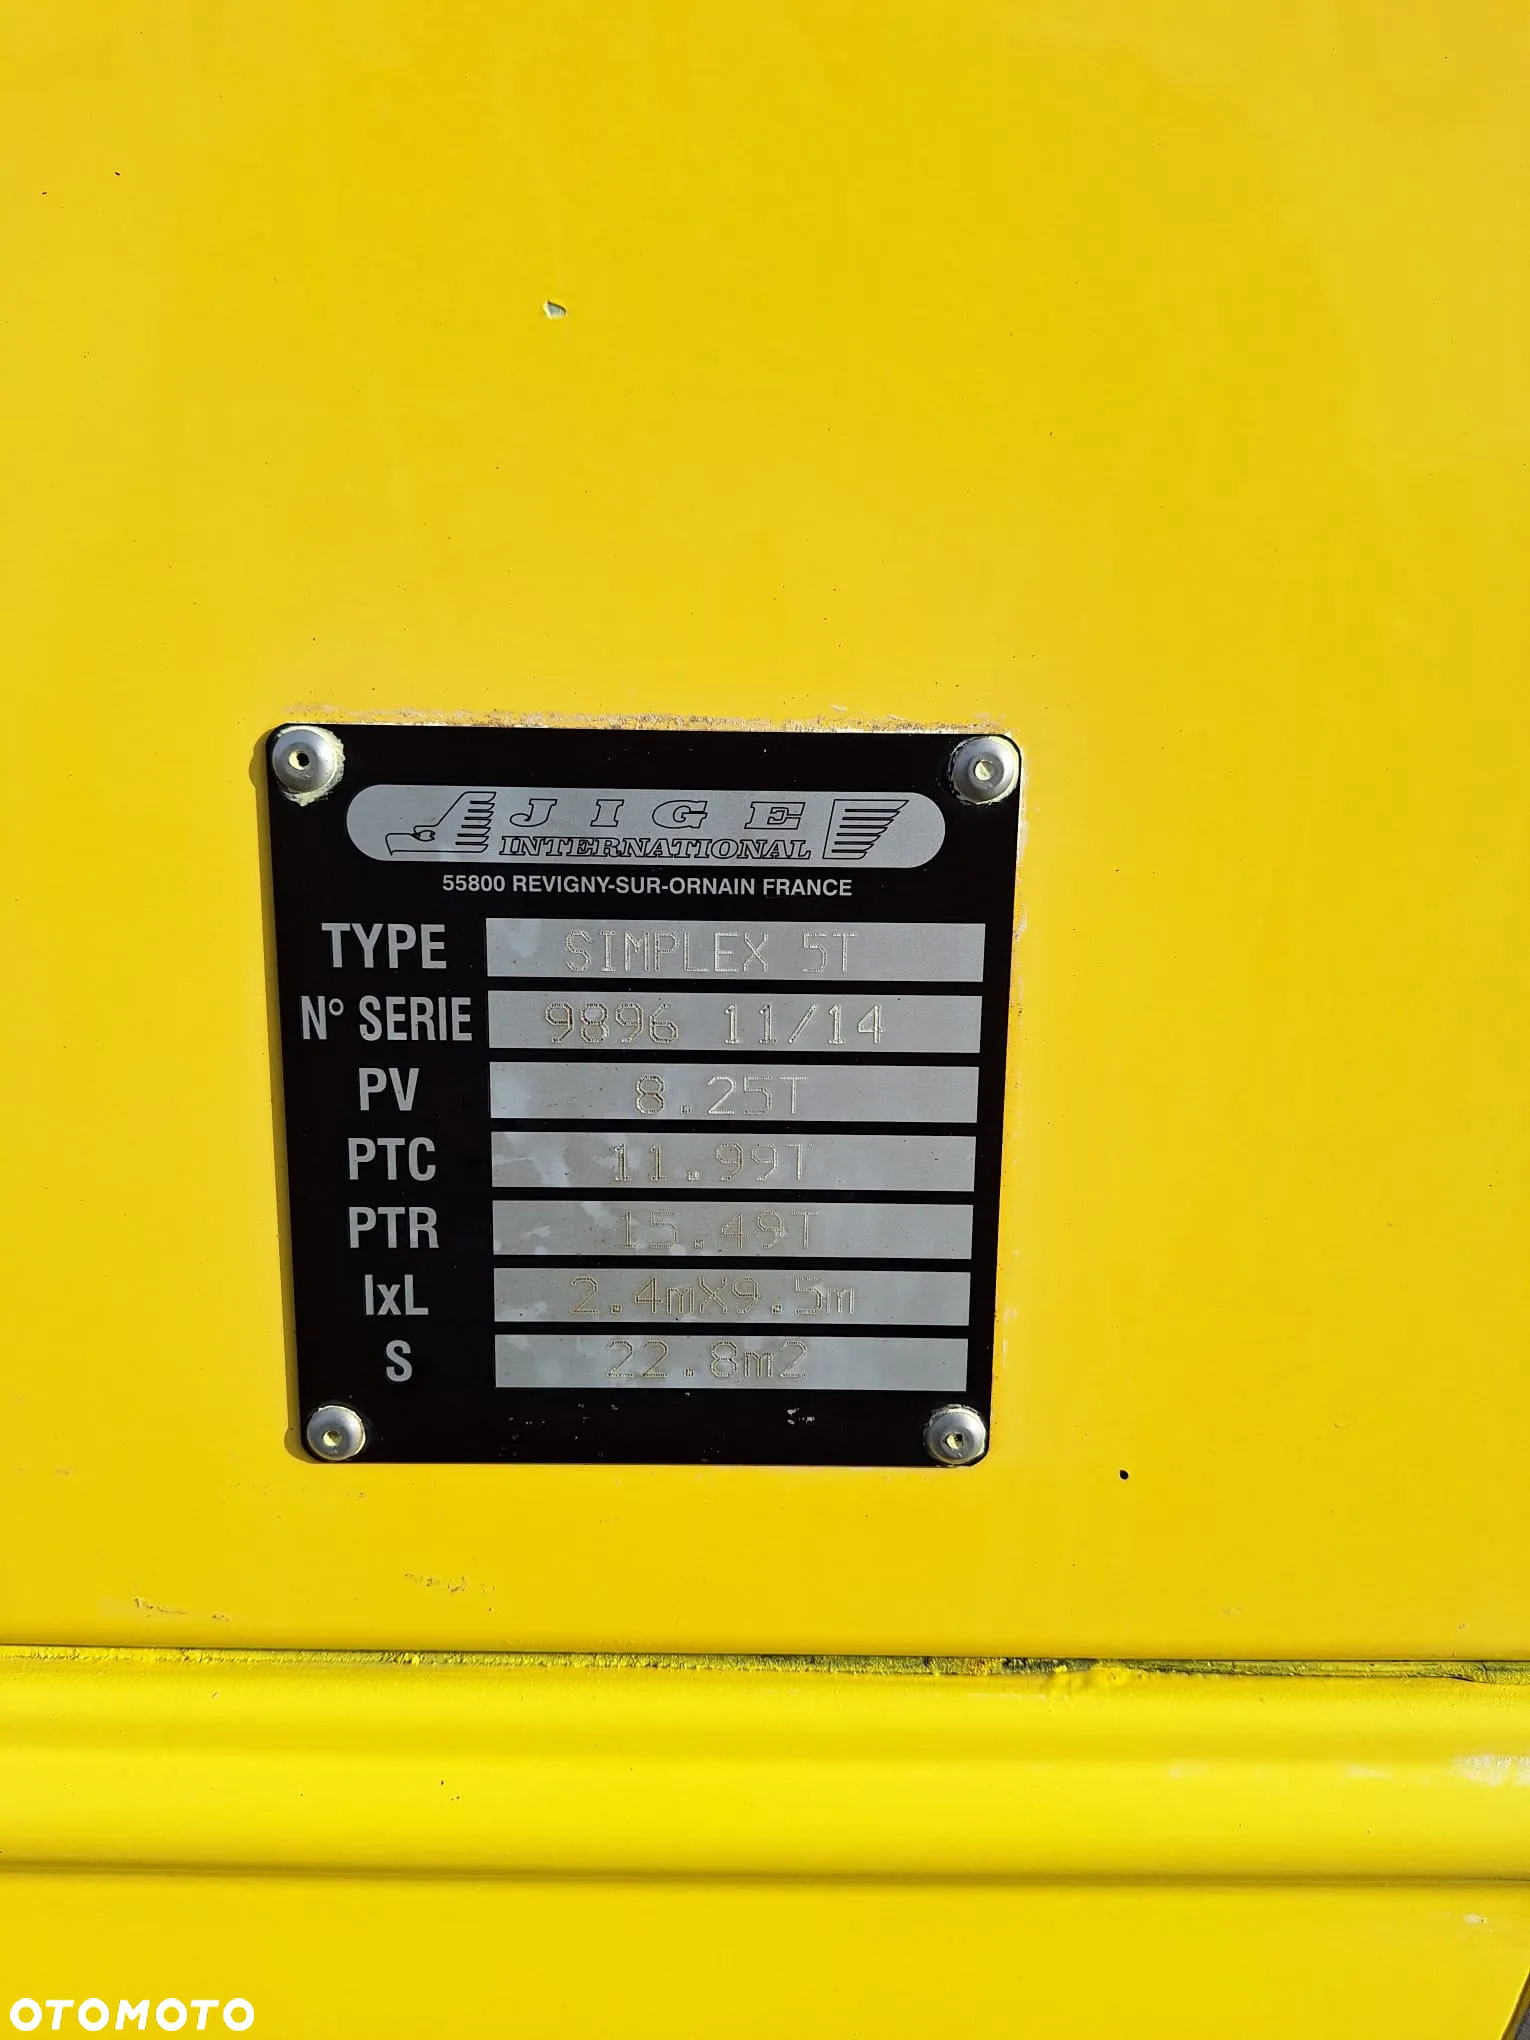 JIGE
INTERNATIONAL
55800 REVIGNY-SUR-ORNAIN FRANCE
TYPE SIMPLEX 5T
N° SERIE 9896 11/14
PV 8.25T
PTC 11.99T
PTR 15.49T
lxL 2.4mX9.5m
S 22.8m2
OTOMOTO